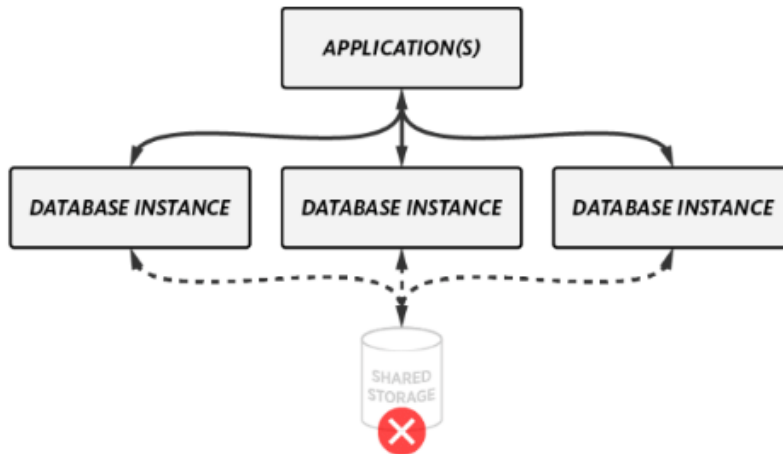 APPLICATION(S)
DATABASE INSTANCE
DATABASE INSTANCE
DATABASE INSTANCE
SHARED
STORAGE